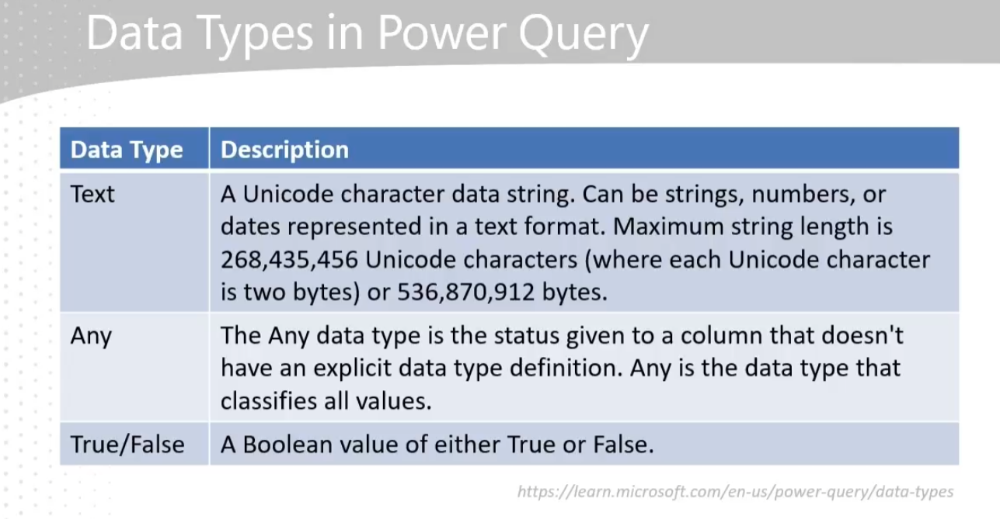 Data Types in Power Query
Data Type Description
Text A Unicode character data string. Can be strings, numbers, or
dates represented in a text format. Maximum string length is
268,435,456 Unicode characters (where each Unicode character
is two bytes) or 536,870,912 bytes.
Any The Any data type is the status given to a column that doesn't
have an explicit data type definition. Any is the data type that
classifies all values.
True/False A Boolean value of either True or False.
https://learn.microsoft.com/en-us/power-query/data-types